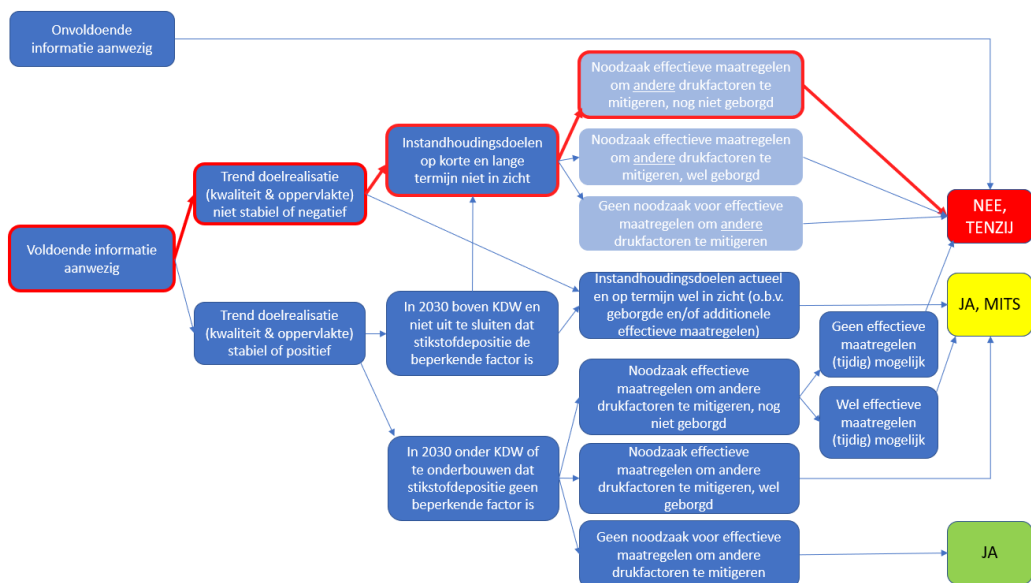 Onvoldoende
informatie aanwezig
Noodzaak effectieve maatregelen
om andere drukfactoren te
mitigeren, nog niet geborgd
Instandhoudingsdoelen
op korte en lange
termijn niet in zicht
Noodzaak effectieve maatregelen
om andere drukfactoren te
mitigeren, wel geborgd
Trend doelrealisatie
(kwaliteit & oppervlakte)
niet stabiel of negatief
Geen noodzaak voor effectieve
maatregelen om andere
drukfactoren te mitigeren
NEE,
TENZIJ
Voldoende informatie
aanwezig
Instandhoudingsdoelen actueel
en op termijn wel in zicht (o.b.v.
geborgde en/of additionele
effectieve maatregelen)
JA, MITS
Trend doelrealisatie
(kwaliteit & oppervlakte)
stabiel of positief
In 2030 boven KDW en
niet uit te sluiten dat
stikstofdepositie de
beperkende factor is
Geen effectieve
maatregelen
(tijdig) mogelijk
Noodzaak effectieve
maatregelen om andere
drukfactoren te mitigeren, nog
niet geborgd
Wel effectieve
maatregelen
(tijdig) mogelijk
In 2030 onder KDW of
te onderbouwen dat
stikstofdepositie geen
beperkende factor is
Noodzaak effectieve
maatregelen om andere
drukfactoren te mitigeren, wel
geborgd
Geen noodzaak voor effectieve
maatregelen om andere
drukfactoren te mitigeren
JA